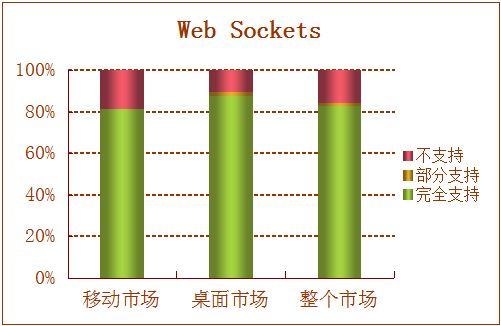 Web Sockets
100%
80%
60%
40%
20%
0%
移动市场
桌面市场
整个市场
不支持
部分支持
完全支持